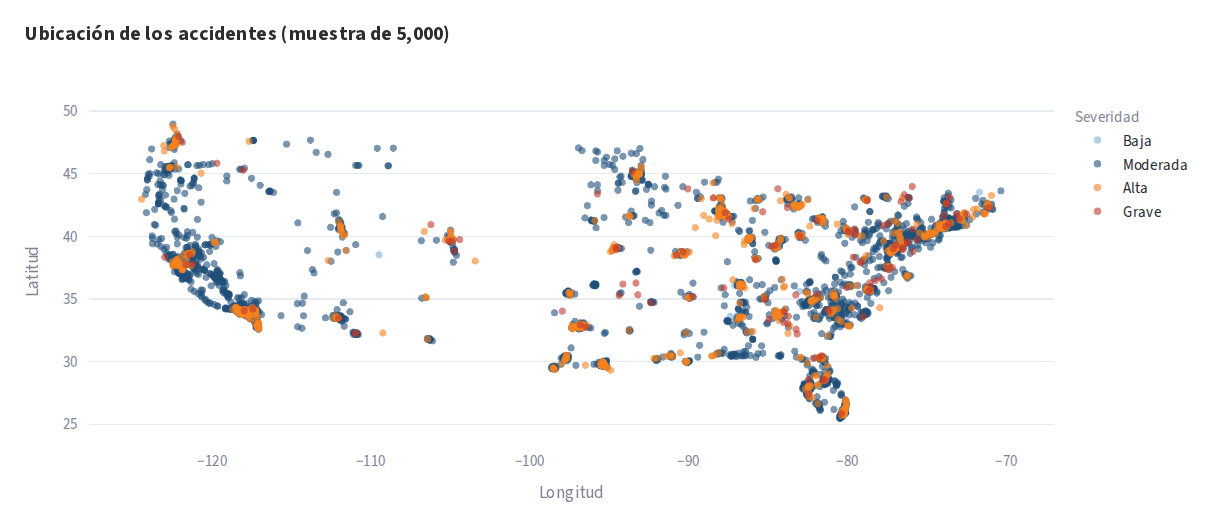 Ubicación de los accidentes (muestra de 5,000)
Severidad
Baja
Moderada
Alta
Grave
Latitud
50
45
40
35
30
25
−120 −110 −100 −90 −80 −70
Longitud